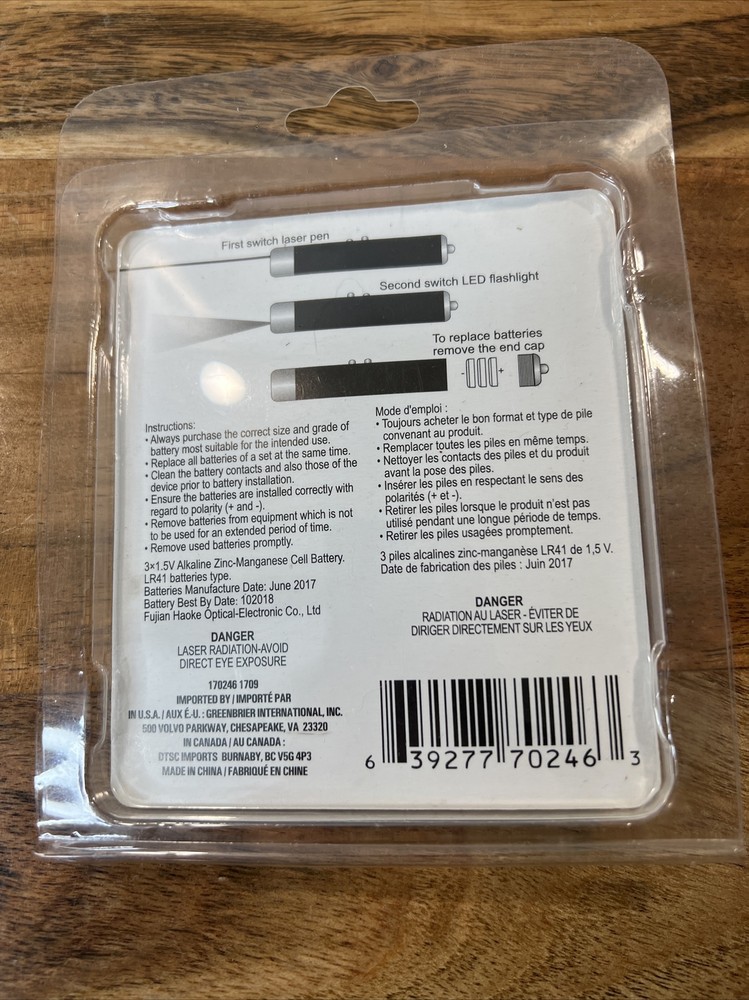 First switch laser pen
Second switch LED flashlight
To replace batteries
remove the end cap
- +
Instructions:
• Always purchase the correct size and grade of
battery most suitable for the intended use.
• Replace all batteries of a set at the same time.
• Clean the battery contacts and also those of the
device prior to battery installation.
• Ensure the batteries are installed correctly with
regard to polarity (+ and -).
• Remove batteries from equipment which is not
to be used for an extended period of time.
• Remove used batteries promptly.
3×1.5V Alkaline Zinc-Manganese Cell Battery.
LR41 batteries type.
Batteries Manufacture Date: June 2017
Battery Best By Date: 102018
Fujian Haoke Optical-Electronic Co., Ltd
DANGER
LASER RADIATION-AVOID
DIRECT EYE EXPOSURE
170246 1709
IMPORTED BY / IMPORTÉ PAR
IN U.S.A. / AUX É.-U. : GREENBRIER INTERNATIONAL, INC.
500 VOLVO PARKWAY, CHESAPEAKE, VA 23320
IN CANADA / AU CANADA :
DTSC IMPORTS BURNABY, BC V5G 4P3
MADE IN CHINA / FABRIQUÉ EN CHINE
Mode d'emploi :
• Toujours acheter le bon format et type de pile
convenant au produit.
• Remplacer toutes les piles en même temps.
• Nettoyer les contacts des piles et du produit
avant la pose des piles.
• Insérer les piles en respectant le sens des
polarités (+ et -).
• Retirer les piles lorsque le produit n'est pas
utilisé pendant une longue période de temps.
• Retirer les piles usagées promptement.
3 piles alcalines zinc-manganèse LR41 de 1,5 V.
Date de fabrication des piles : Juin 2017
DANGER
RADIATION AU LASER - ÉVITER DE
DIRIGER DIRECTEMENT SUR LES YEUX
6 39277 70246 3